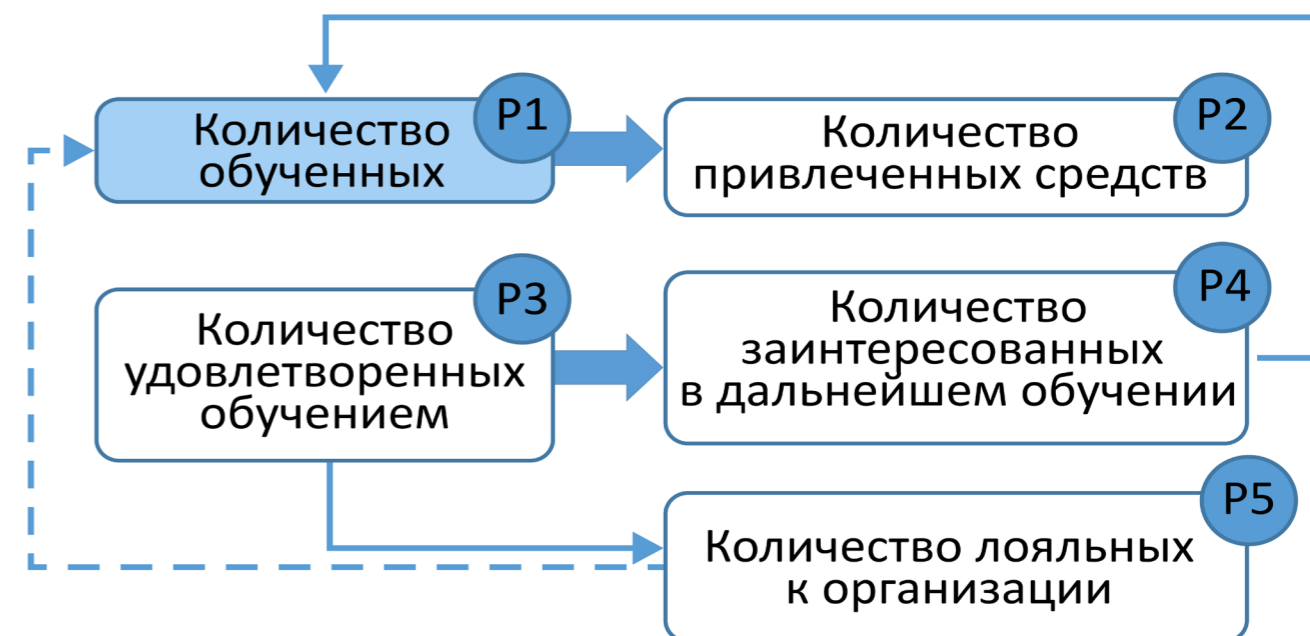 Количество
обученных
P1
Количество
привлеченных средств
P2
Количество
удовлетворенных
обучением
P3
Количество
заинтересованных
в дальнейшем обучении
P4
Количество лояльных
к организации
P5